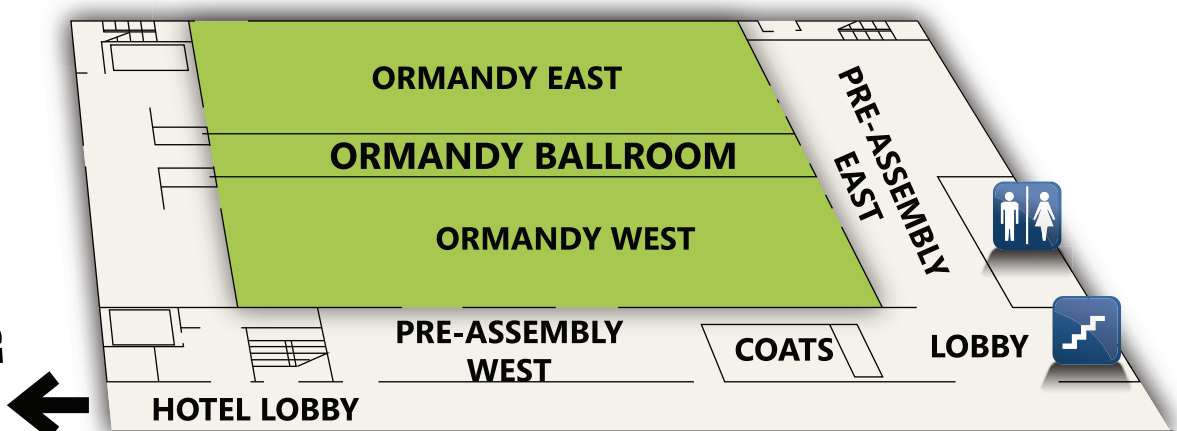 ORMANDY EAST
ORMANDY BALLROOM
ORMANDY WEST
PRE-ASSEMBLY
EAST
PRE-ASSEMBLY
WEST
COATS
LOBBY
HOTEL LOBBY